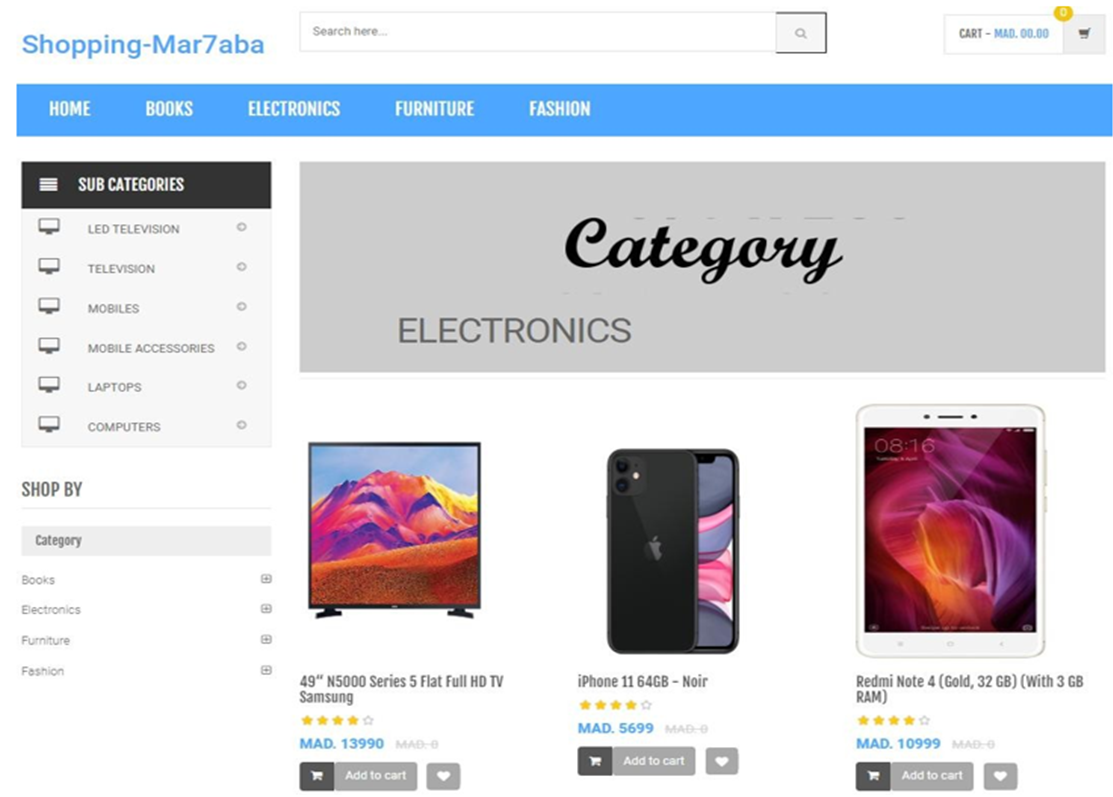 Shopping-Mar7aba
Search here...
CART - MAD. 00.00
0
HOME BOOKS ELECTRONICS FURNITURE FASHION
SUB CATEGORIES
LED TELEVISION
TELEVISION
MOBILES
MOBILE ACCESSORIES
LAPTOPS
COMPUTERS
SHOP BY
Category
Books
Electronics
Furniture
Fashion
Category
ELECTRONICS
08:16
49“ N5000 Series 5 Flat Full HD TV
Samsung
MAD. 13990 MAD. 0
Add to cart
iPhone 11 64GB - Noir
MAD. 5699 MAD. 0
Add to cart
Redmi Note 4 (Gold, 32 GB) (With 3 GB
RAM)
MAD. 10999 MAD. 0
Add to cart